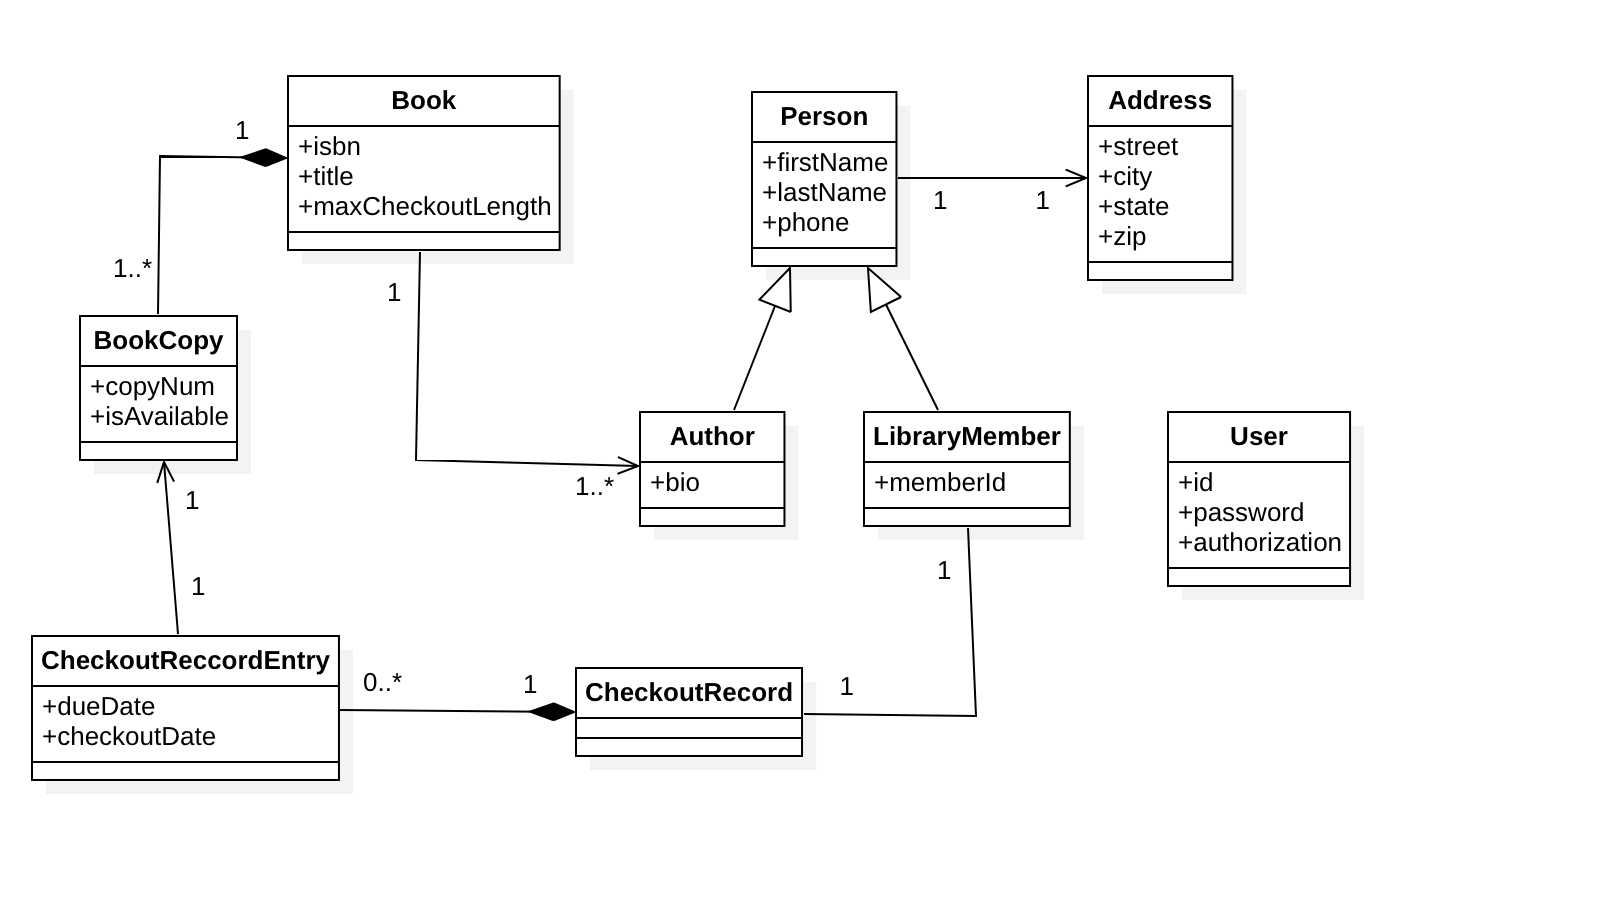 Book
+isbn
+title
+maxCheckoutLength
1
1..*
1
Person
+firstName
+lastName
+phone
1
1
Address
+street
+city
+state
+zip
BookCopy
+copyNum
+isAvailable
1
1
1..*
Author
+bio
LibraryMember
+memberId
1
User
+id
+password
+authorization
CheckoutReccordEntry
+dueDate
+checkoutDate
0..*
1
CheckoutRecord
1